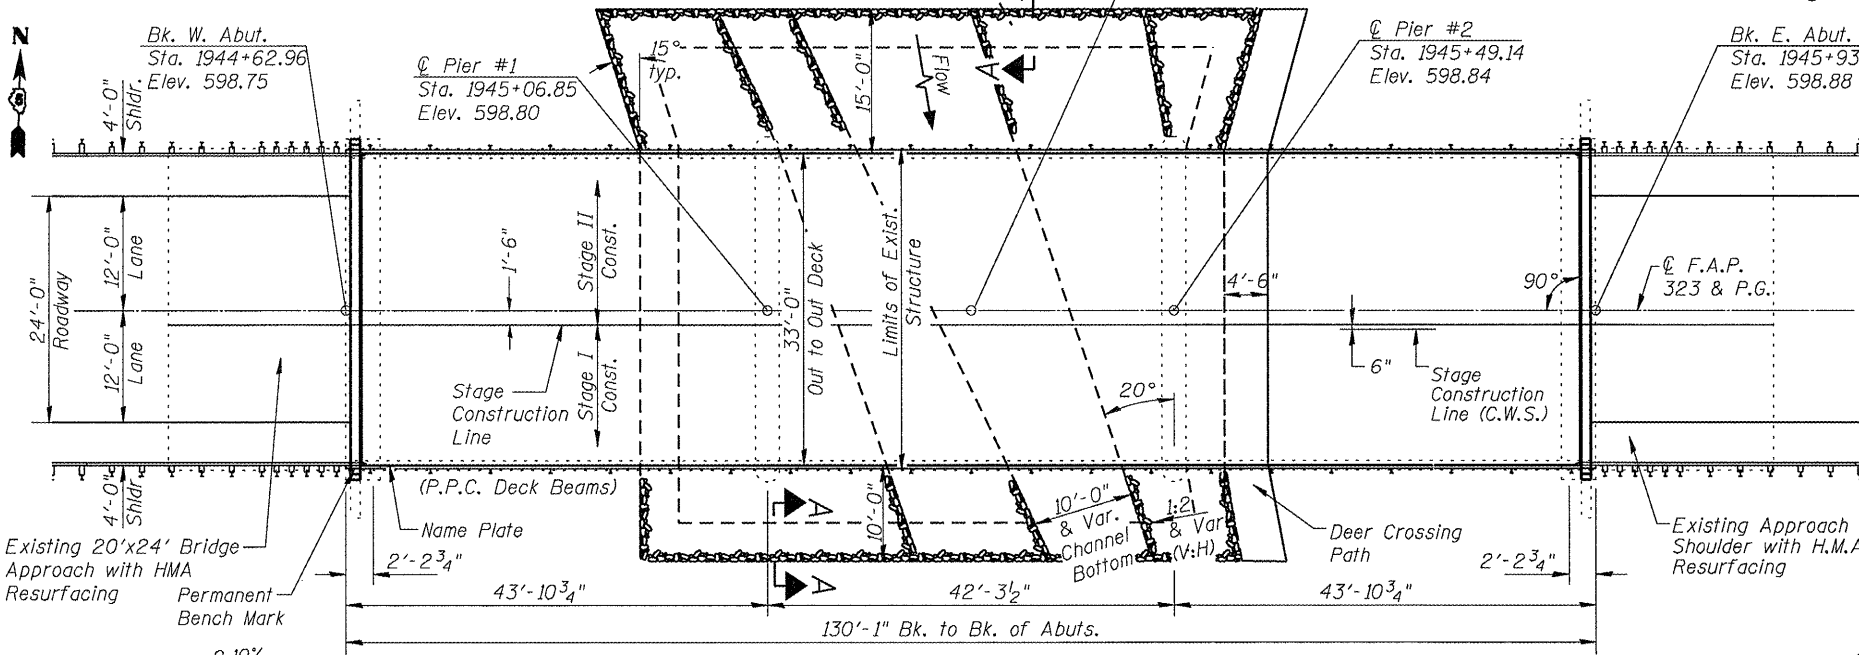 N
Bk. W. Abut.
Sta. 1944+62.96
Elev. 598.75
℄ Pier #1
Sta. 1945+06.85
Elev. 598.80
15°
typ.
15'-0"
Flow
A
℄ Pier #2
Sta. 1945+49.14
Elev. 598.84
Bk. E. Abut.
Sta. 1945+93
Elev. 598.88
4'-0"
Shldr.
24'-0"
Roadway
12'-0"
Lane
12'-0"
Lane
4'-0"
Shldr.
1'-6"
Stage II
Const.
Stage I
Const.
33'-0"
Out to Out Deck
Limits of Exist.
Structure
4'-6"
90°
℄ F.A.P.
323 & P.G.
20°
6"
Stage
Construction
Line
Stage
Construction
Line (C.W.S.)
(P.P.C. Deck Beams)
Name Plate
A
A
10'-0"
10'-0"
& Var.
Channel
Bottom
1:2
& Var
(V:H)
Deer Crossing
Path
Existing 20'x24' Bridge
Approach with HMA
Resurfacing
Permanent
Bench Mark
Existing Approach
Shoulder with H.M.A
Resurfacing
2'-2¾"
2'-2¾"
43'-10¾"
42'-3½"
43'-10¾"
130'-1" Bk. to Bk. of Abuts.